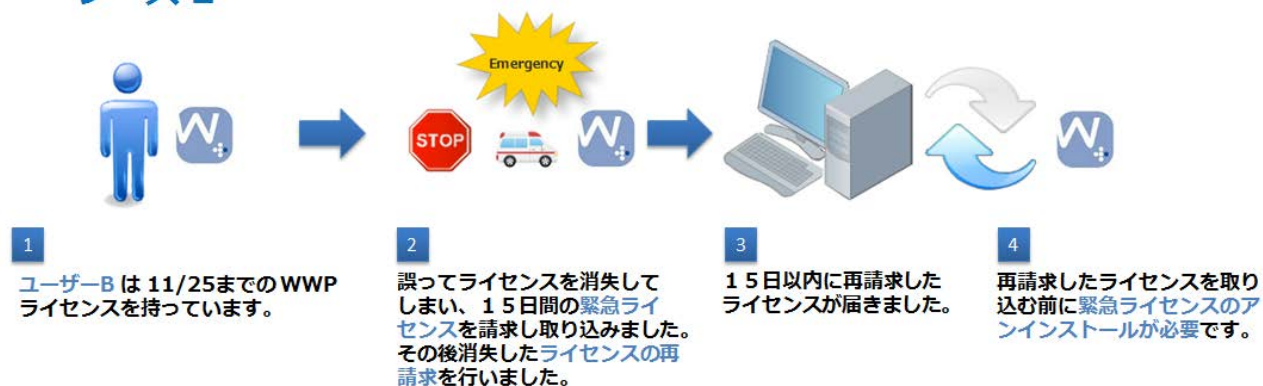 Emergency
STOP
1
ユーザーB は 11/25までのWWP
ライセンスを持っています。
2
誤ってライセンスを消失して
しまい、１５日間の緊急ライ
センスを請求し取り込みました。
その後消失したライセンスの再
請求を行いました。
3
１５日以内に再請求した
ライセンスが届きました。
4
再請求したライセンスを取り
込む前に緊急ライセンスのア
ンインストールが必要です。